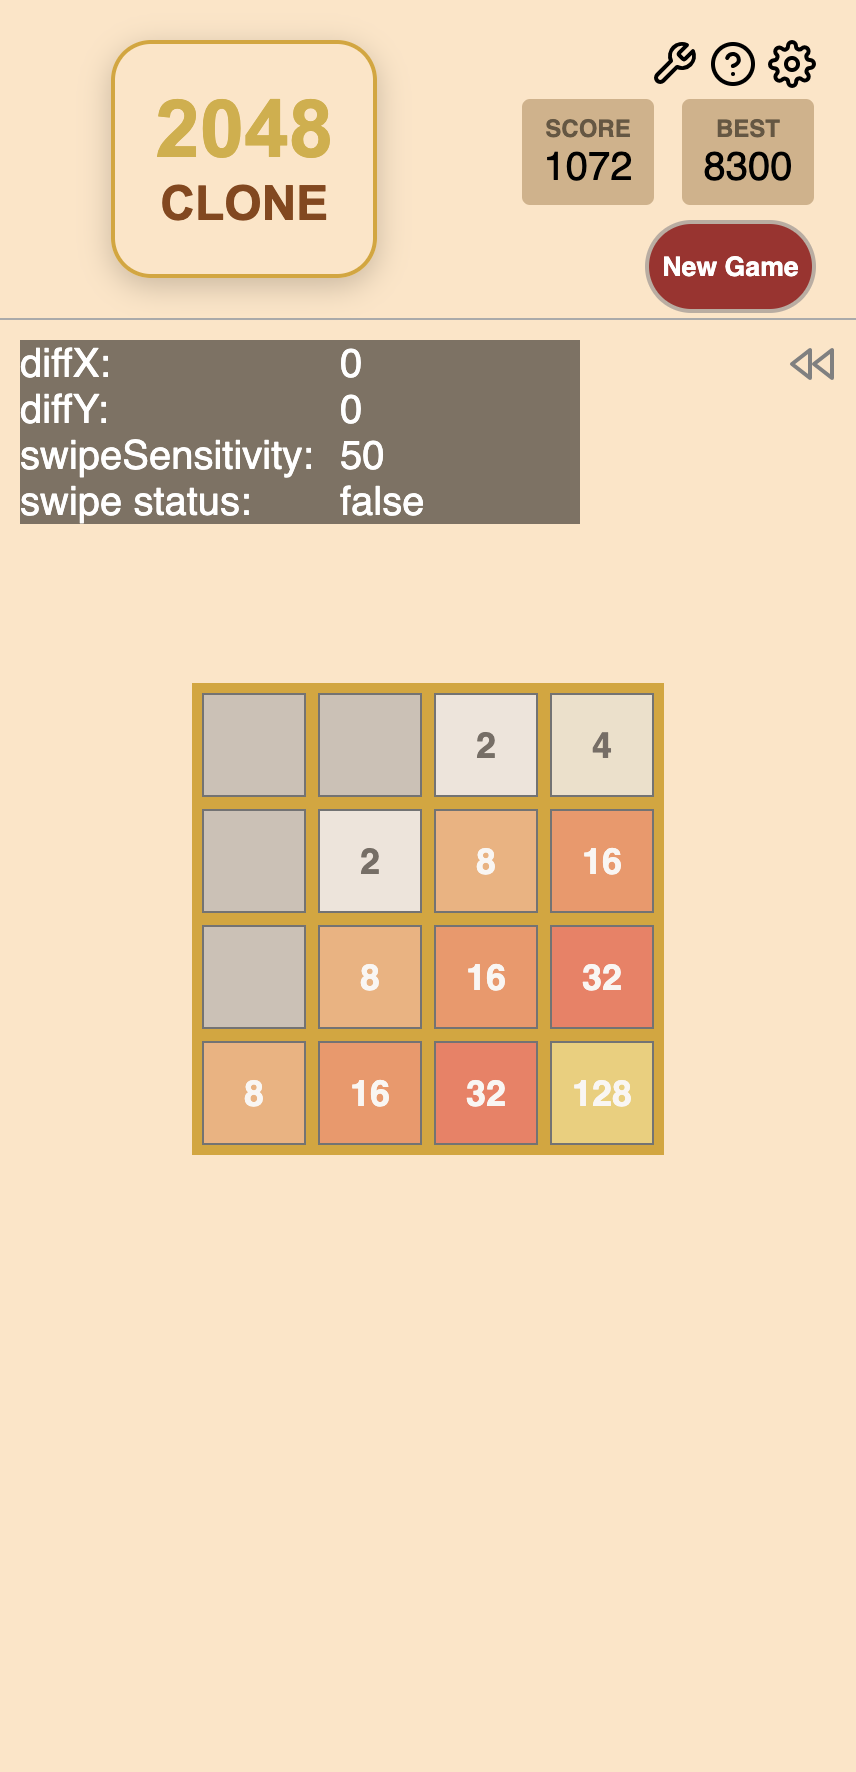 2048
CLONE
SCORE
1072
BEST
8300
New Game
diffX: 0
diffY: 0
swipeSensitivity: 50
swipe status: false
2 4
2 8 16
8 16 32
8 16 32 128